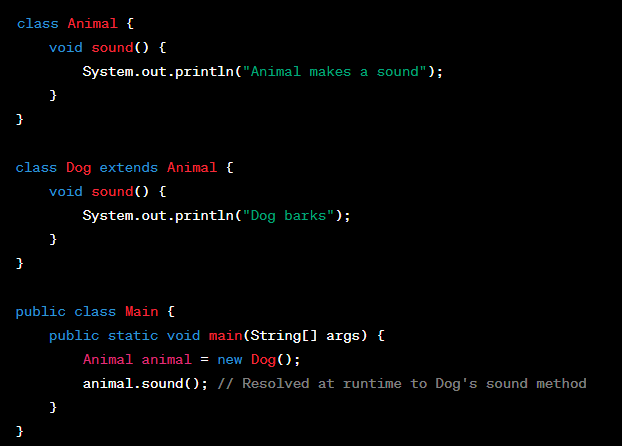 class Animal {
    void sound() {
        System.out.println("Animal makes a sound");
    }
}

class Dog extends Animal {
    void sound() {
        System.out.println("Dog barks");
    }
}

public class Main {
    public static void main(String[] args) {
        Animal animal = new Dog();
        animal.sound(); // Resolved at runtime to Dog's sound method
    }
}